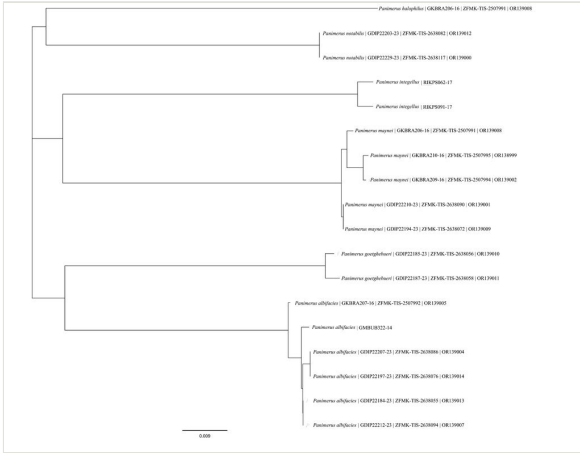 Panimerus halophilus | GKBRA206-16 | ZFMK-TIS-2507991 | OR139008
Panimerus notabilis | GDIP22203-23 | ZFMK-TIS-2638082 | OR139012
Panimerus notabilis | GDIP22229-23 | ZFMK-TIS-2638117 | OR139000
Panimerus integellus | RIKPS062-17
Panimerus integellus | RIKPS091-17
Panimerus maynei | GKBRA206-16 | ZFMK-TIS-2507991 | OR139008
Panimerus maynei | GKBRA210-16 | ZFMK-TIS-2507995 | OR138999
Panimerus maynei | GKBRA209-16 | ZFMK-TIS-2507994 | OR139002
Panimerus maynei | GDIP22210-23 | ZFMK-TIS-2638090 | OR139001
Panimerus maynei | GDIP22194-23 | ZFMK-TIS-2638072 | OR139009
Panimerus goetghebueri | GDIP22185-23 | ZFMK-TIS-2638056 | OR139010
Panimerus goetghebueri | GDIP22187-23 | ZFMK-TIS-2638058 | OR139011
Panimerus albifacies | GKBRA207-16 | ZFMK-TIS-2507992 | OR139005
Panimerus albifacies | GMBUB322-14
Panimerus albifacies | GDIP22207-23 | ZFMK-TIS-2638086 | OR139004
Panimerus albifacies | GDIP22197-23 | ZFMK-TIS-2638076 | OR139014
Panimerus albifacies | GDIP22184-23 | ZFMK-TIS-2638055 | OR139013
Panimerus albifacies | GDIP22212-23 | ZFMK-TIS-2638094 | OR139007
0.009